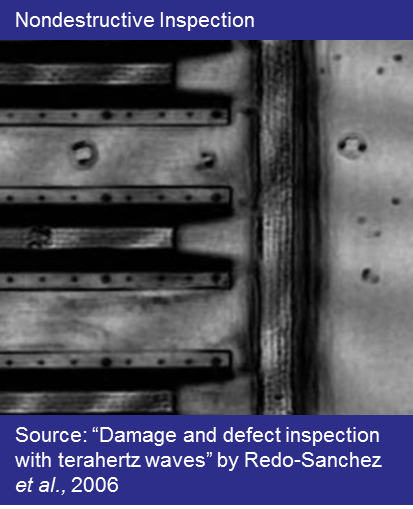 Nondestructive Inspection
Source: “Damage and defect inspection
with terahertz waves” by Redo-Sanchez
et al., 2006